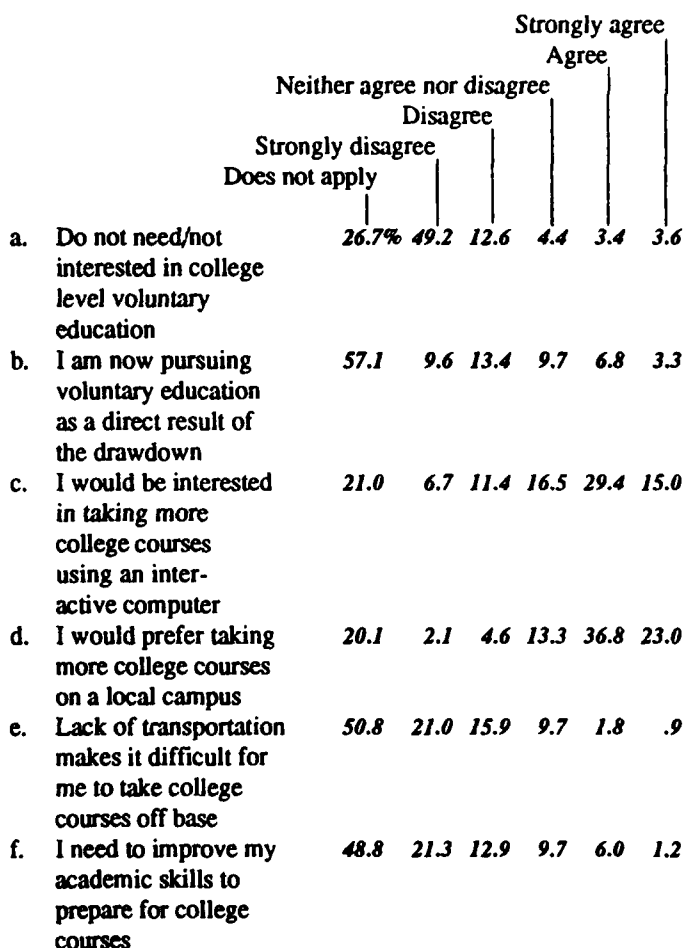 Strongly agree
Agree
Neither agree nor disagree
Disagree
Strongly disagree
Does not apply
a. Do not need/not 26.7% 49.2 12.6 4.4 3.4 3.6
interested in college
level voluntary
education
b. I am now pursuing 57.1 9.6 13.4 9.7 6.8 3.3
voluntary education
as a direct result of
the drawdown
c. I would be interested 21.0 6.7 11.4 16.5 29.4 15.0
in taking more
college courses
using an inter-
active computer
d. I would prefer taking 20.1 2.1 4.6 13.3 36.8 23.0
more college courses
on a local campus
e. Lack of transportation 50.8 21.0 15.9 9.7 1.8 .9
makes it difficult for
me to take college
courses off base
f. I need to improve my 48.8 21.3 12.9 9.7 6.0 1.2
academic skills to
prepare for college
courses